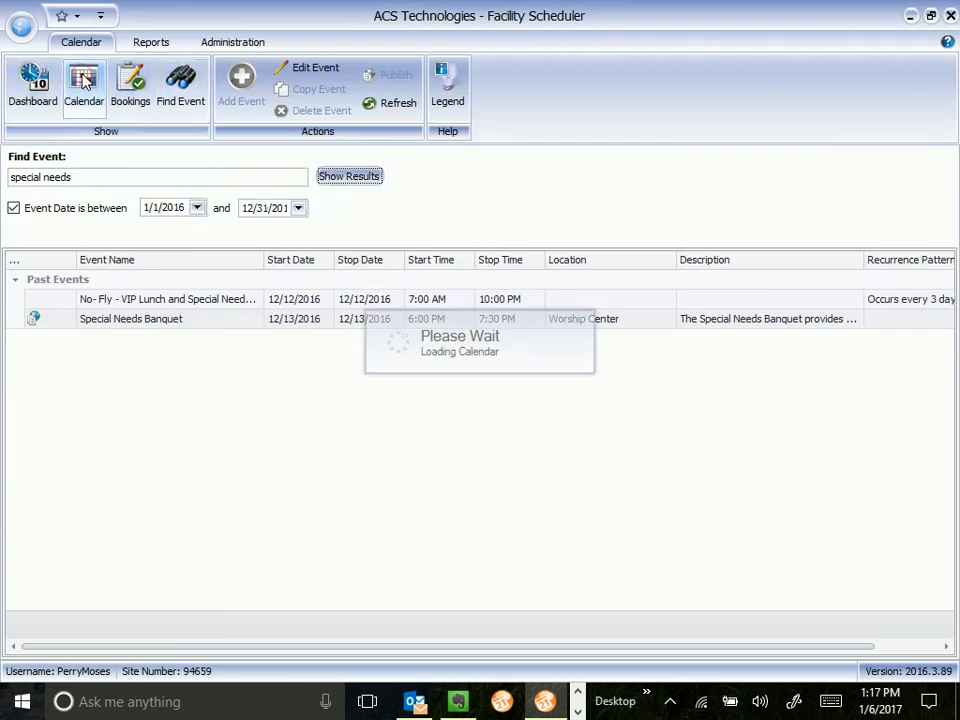 ACS Technologies - Facility Scheduler
Calendar Reports Administration
Dashboard Calendar Bookings Find Event Add Event Edit Event Copy Event Delete Event Publish Refresh Legend
Show Actions Help
Find Event:
special needs Show Results
Event Date is between 1/1/2016 and 12/31/201
... Event Name Start Date Stop Date Start Time Stop Time Location Description Recurrence Pattern
Past Events
No- Fly - VIP Lunch and Special Need... 12/12/2016 12/12/2016 7:00 AM 10:00 PM Occurs every 3 day
Special Needs Banquet 12/13/2016 12/13/2016 6:00 PM 7:30 PM Worship Center The Special Needs Banquet provides ...
Please Wait
Loading Calendar
Username: PerryMoses Site Number: 94659 Version: 2016.3.89
Ask me anything Desktop 1:17 PM
1/6/2017